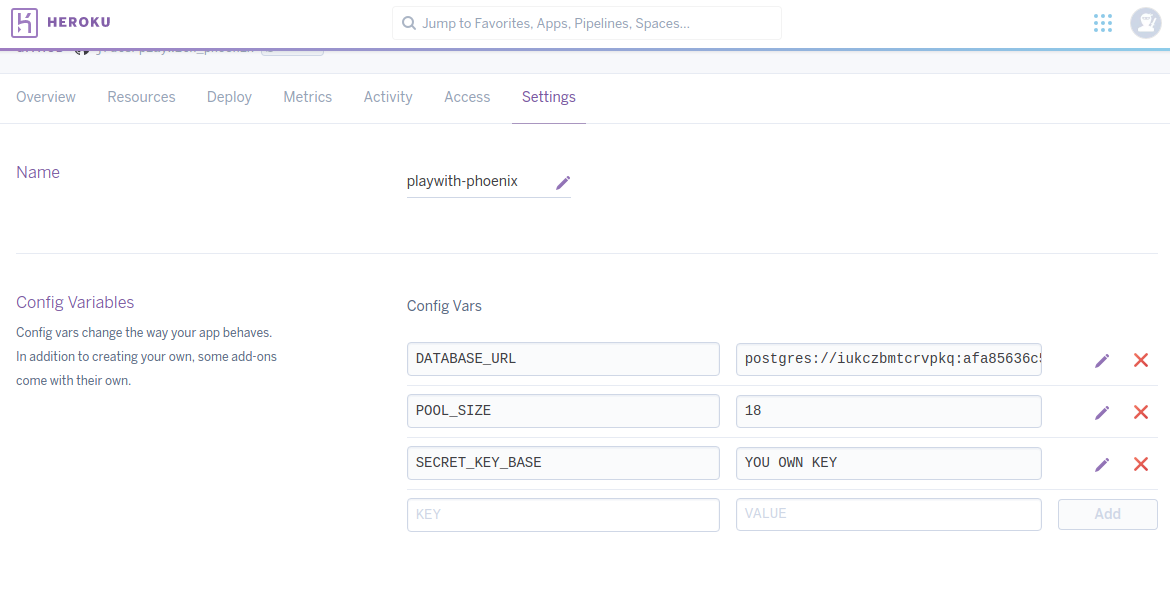 HEROKU
Jump to Favorites, Apps, Pipelines, Spaces...
Overview Resources Deploy Metrics Activity Access Settings
Name
playwith-phoenix
Config Variables
Config Vars
Config vars change the way your app behaves.
In addition to creating your own, some add-ons
come with their own.
DATABASE_URL postgres://iukczbmtcrvpkq:afa85636c
POOL_SIZE 18
SECRET_KEY_BASE YOU OWN KEY
KEY VALUE Add